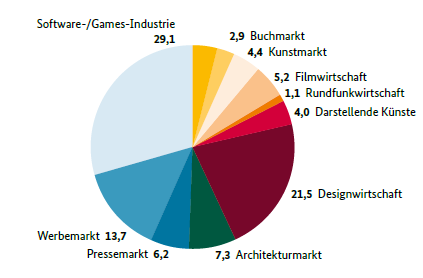 Software-/Games-Industrie
29,1
2,9 Buchmarkt
4,4 Kunstmarkt
5,2 Filmwirtschaft
1,1 Rundfunkwirtschaft
4,0 Darstellende Künste
21,5 Designwirtschaft
7,3 Architekturmarkt
Pressemarkt 6,2
Werbemarkt 13,7